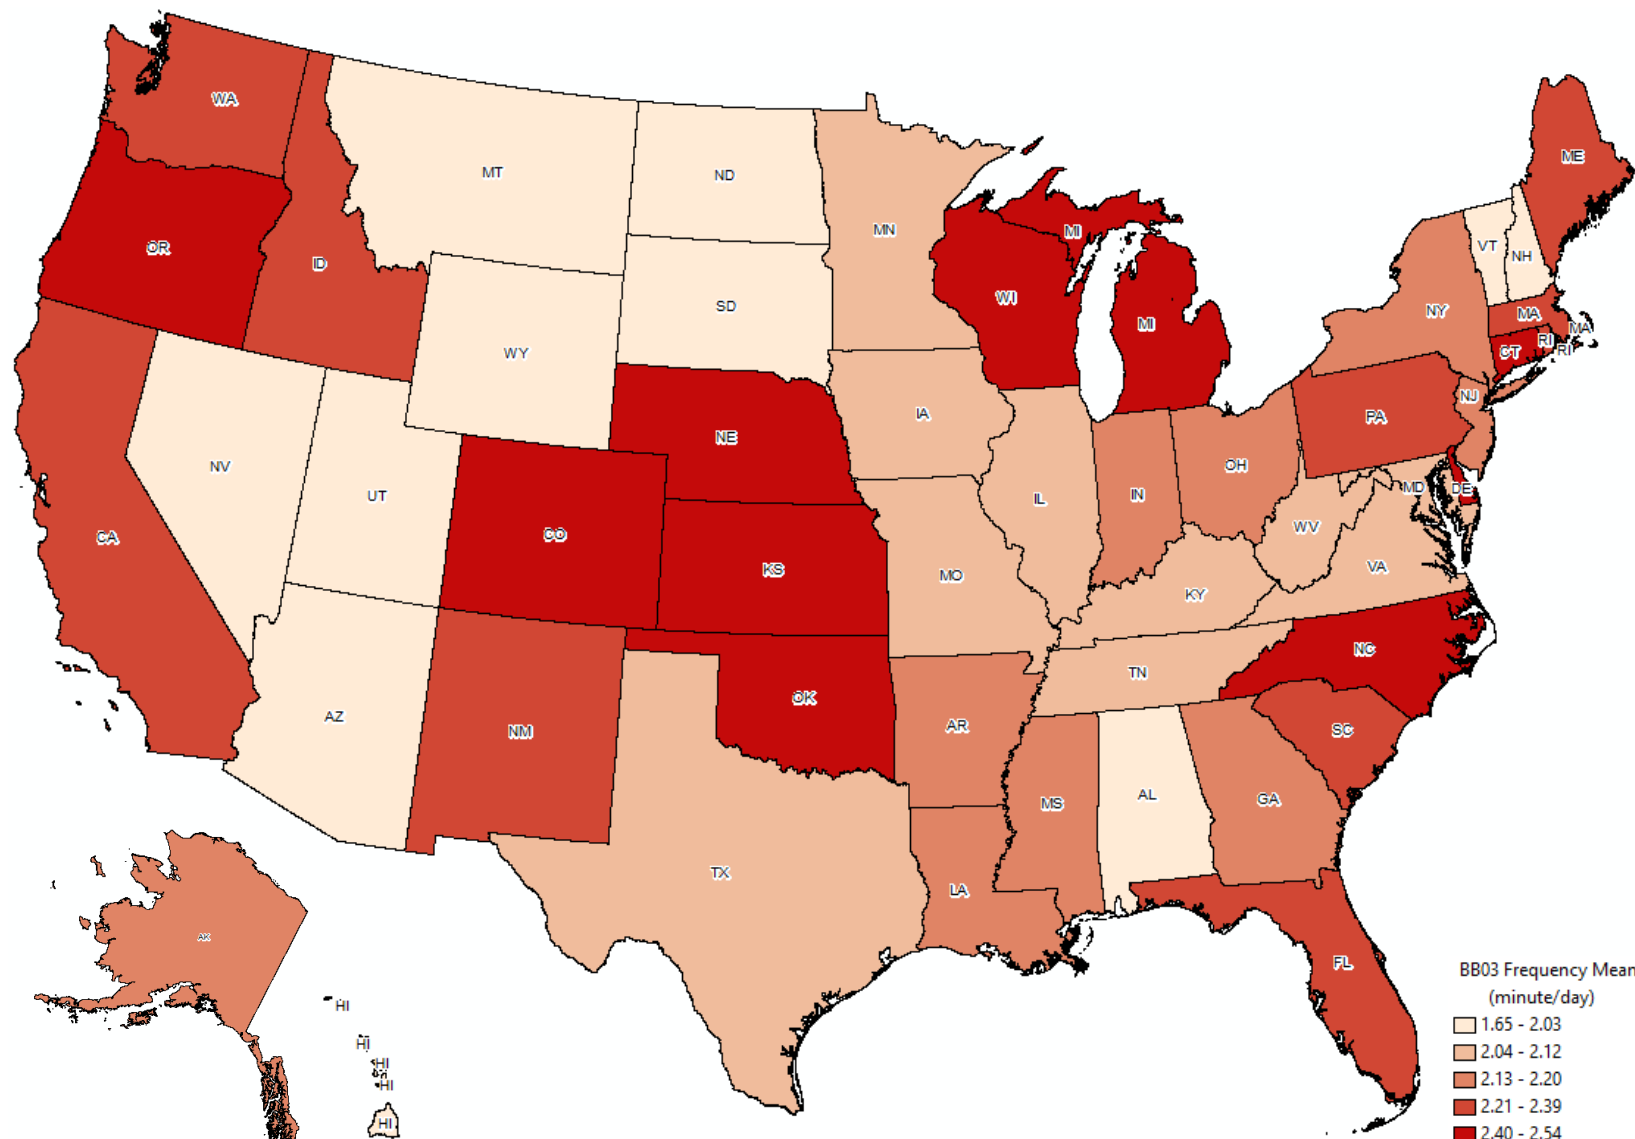 WA
MT
ND
MN
ME
OR
ID
SD
WI
MI
MI
VT
NH
NY
MA
MA
CT
RI
RI
WY
NE
IA
PA
NJ
NV
UT
CO
KS
MO
IL
IN
OH
WV
MD
DE
VA
KY
CA
AZ
NM
OK
AR
TN
NC
SC
MS
AL
GA
TX
LA
FL
AK
HI
HI
HI
HI
HI
BB03 Frequency Mean
(minute/day)
1.65 - 2.03
2.04 - 2.12
2.13 - 2.20
2.21 - 2.39
2.40 - 2.54